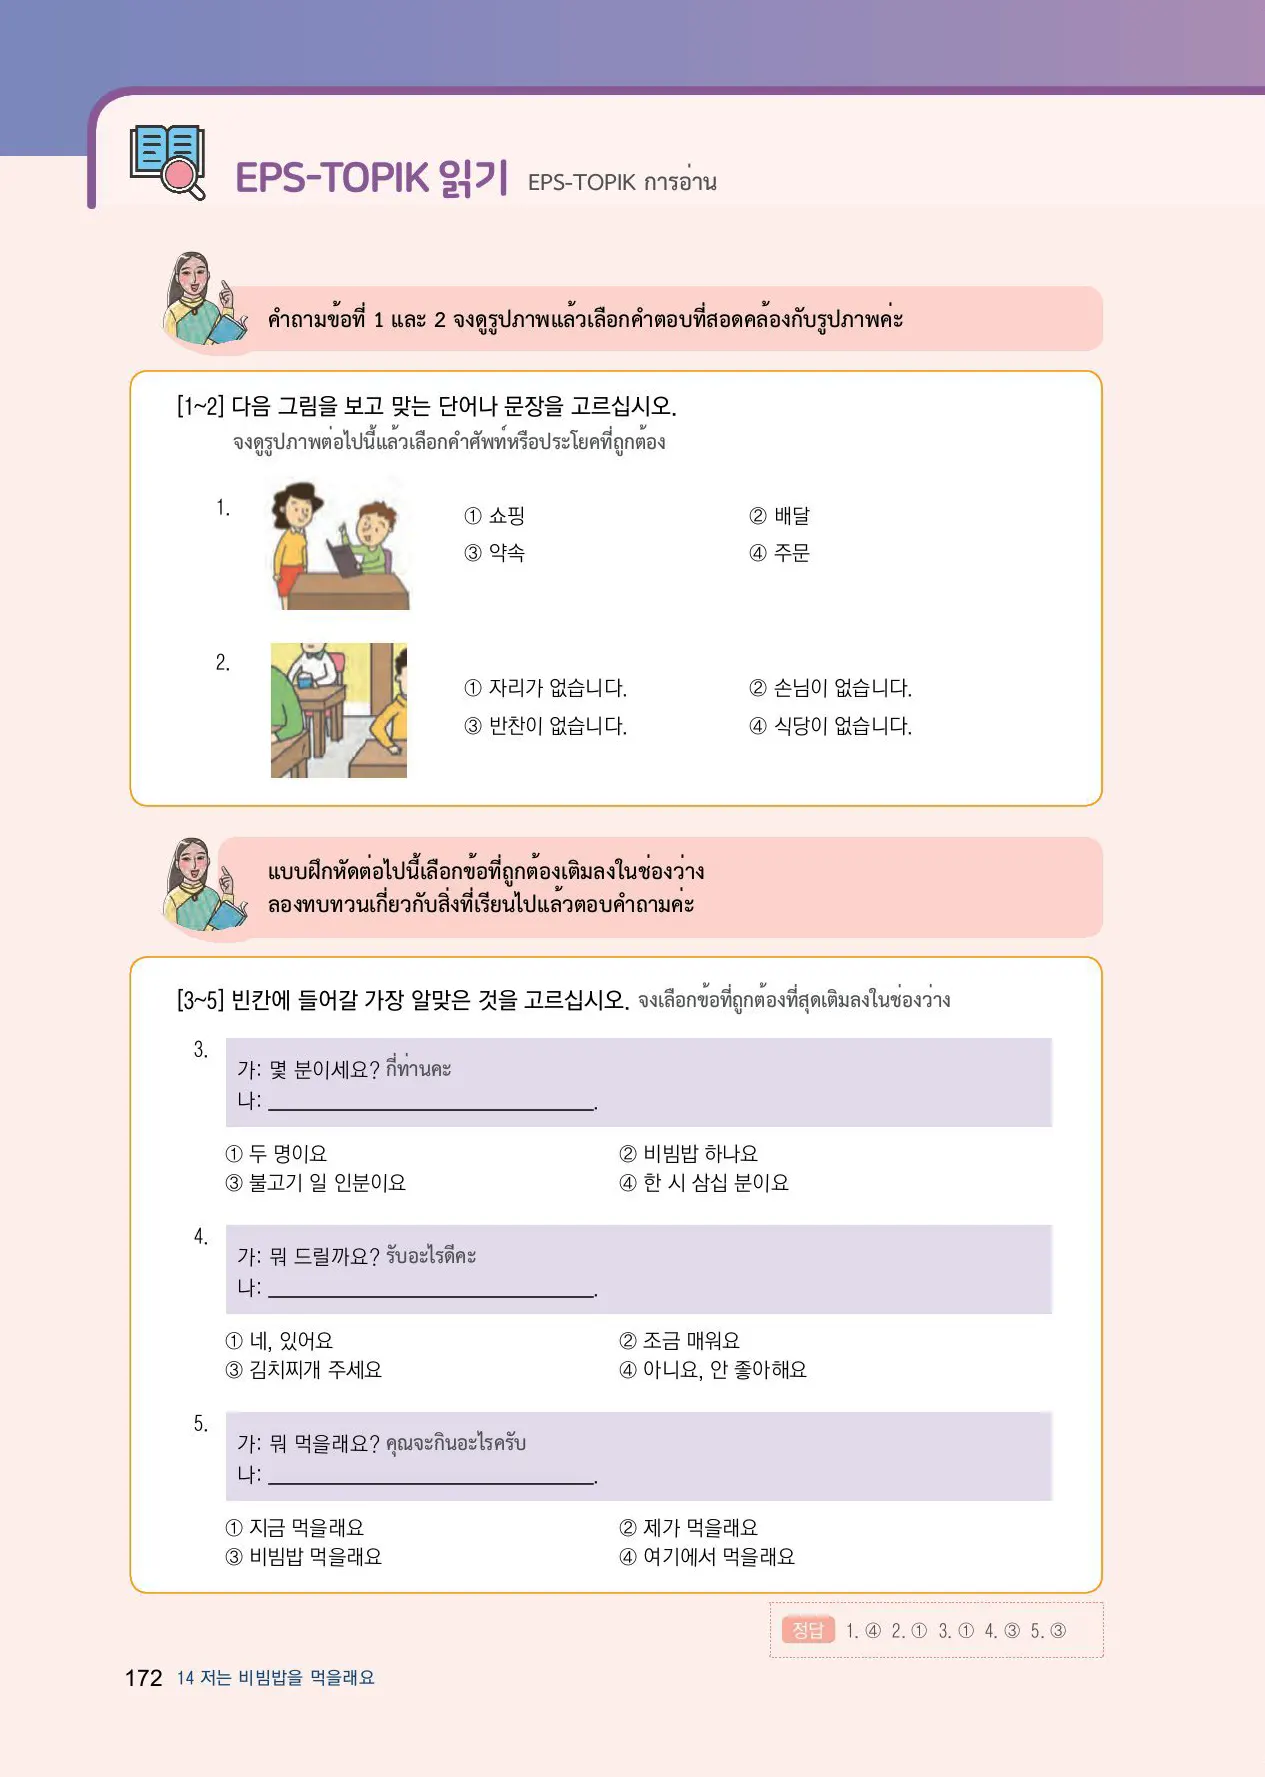 EPS-TOPIK 읽기 EPS-TOPIK การอ่าน
คำถามข้อที่ 1 และ 2 จงดูรูปภาพแล้วเลือกคำตอบที่สอดคล้องกับรูปภาพค่ะ
[1~2] 다음 그림을 보고 맞는 단어나 문장을 고르십시오.
จงดูรูปภาพต่อไปนี้แล้วเลือกคำศัพท์หรือประโยคที่ถูกต้อง
1.
① 쇼핑 ② 배달
③ 약속 ④ 주문
2.
① 자리가 없습니다. ② 손님이 없습니다.
③ 반찬이 없습니다. ④ 식당이 없습니다.
แบบฝึกหัดต่อไปนี้เลือกข้อที่ถูกต้องเติมลงในช่องว่าง
ลองทบทวนเกี่ยวกับสิ่งที่เรียนไปแล้วตอบคำถามค่ะ
[3~5] 빈칸에 들어갈 가장 알맞은 것을 고르십시오. จงเลือกข้อที่ถูกต้องที่สุดเติมลงในช่องว่าง
3.
가: 몇 분이세요? กี่ท่านคะ
나: ______________________________.
① 두 명이요 ② 비빔밥 하나요
③ 불고기 일 인분이요 ④ 한 시 삼십 분이요
4.
가: 뭐 드릴까요? รับอะไรดีคะ
나: ______________________________.
① 네, 있어요 ② 조금 매워요
③ 김치찌개 주세요 ④ 아니요, 안 좋아해요
5.
가: 뭐 먹을래요? คุณจะกินอะไรครับ
나: ______________________________.
① 지금 먹을래요 ② 제가 먹을래요
③ 비빔밥 먹을래요 ④ 여기에서 먹을래요
정답 1. ④ 2. ① 3. ① 4. ③ 5. ③
172 14 저는 비빔밥을 먹을래요